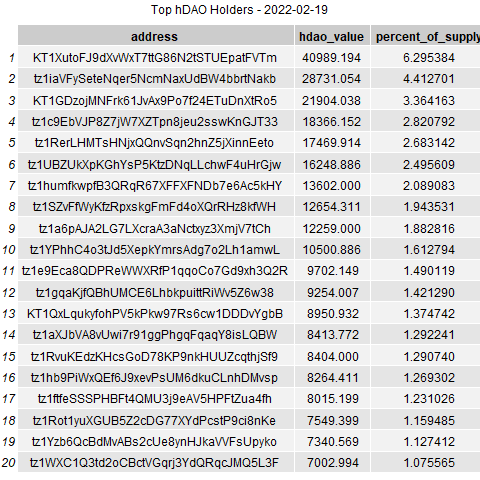 Top hDAO Holders - 2022-02-19
address hdao_value percent_of_supply
1 KT1XutoFJ9dXvWxT7ttG86N2tSTUEpatFVTm 40989.194 6.295384
2 tz1iaVFySeteNqer5NcmNaxUdBW4bbrtNakb 28731.054 4.412701
3 KT1GDzojMNFrk61JvAx9Po7f24ETuDnXtRo5 21904.038 3.364163
4 tz1c9EbVJP8Z7jW7XZTpn8jeu2sswKnGJT33 18366.152 2.820792
5 tz1RerLHMTsHNjxQQnvSqn2hnZ5jXinnEeto 17469.914 2.683142
6 tz1UBZUkXpKGhYsP5KtzDNqLLchwF4uHrGjw 16248.886 2.495609
7 tz1humfkwpfB3QRqR67XFFXFNDb7e6Ac5kHY 13602.000 2.089083
8 tz1SZvFfWyKfzRpxskgFmFd4oXQrRHz8kfWH 12654.311 1.943531
9 tz1a6pAJA2LG7LXcraA3aNctxyz3XmjV7tCh 12259.000 1.882816
10 tz1YPhhC4o3tJd5XepkYmrsAdg7o2Lh1amwL 10500.886 1.612794
11 tz1e9Eca8QDPReWWXRfP1qqoCo7Gd9xh3Q2R 9702.149 1.490119
12 tz1gqaKjfQBhUMCE6LhbkpuittRiWv5Z6w38 9254.007 1.421290
13 KT1QxLqukyfohPV5kPkw97Rs6cw1DDDvYgbB 8950.932 1.374742
14 tz1aXJbVA8vUwi7r91ggPhgqFqaqY8isLQBW 8413.772 1.292241
15 tz1RvuKEdzKHcsGoD78KP9nkHUUZcqthjSf9 8404.000 1.290740
16 tz1hb9PiWxQEf6J9xevPsUM6dkuCLnhDMvsp 8264.411 1.269302
17 tz1ftfeSSSPHBFt4QMU3j9eAV5HPFtZua4fh 8015.199 1.231026
18 tz1Rot1yuXGUB5Z2cDG77XYdPcstP9ci8nKe 7549.399 1.159485
19 tz1Yzb6QcBdMvABs2cUe8ynHJkaVVFsUpyko 7340.569 1.127412
20 tz1WXC1Q3td2oCBctVGqrj3YdQRqcJMQ5L3F 7002.994 1.075565